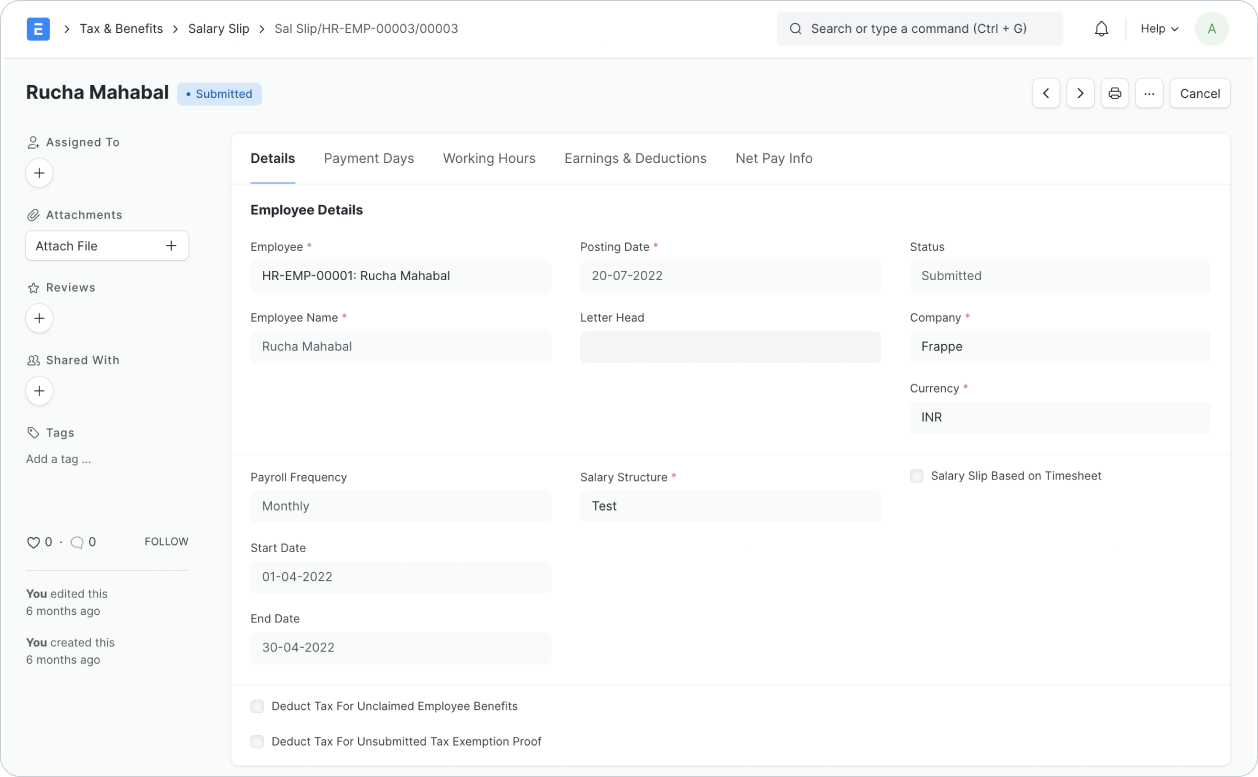 E
Tax & Benefits
Salary Slip
Sal Slip/HR-EMP-00003/00003
Search or type a command (Ctrl + G)
Help
A
Rucha Mahabal
• Submitted
...
Cancel
Assigned To
+
Attachments
Attach File +
Reviews
+
Shared With
+
Tags
Add a tag ...
0 · 0 FOLLOW
You edited this
6 months ago
You created this
6 months ago
Details Payment Days Working Hours Earnings & Deductions Net Pay Info
Employee Details
Employee *
HR-EMP-00001: Rucha Mahabal
Employee Name *
Rucha Mahabal
Posting Date *
20-07-2022
Letter Head
Status
Submitted
Company *
Frappe
Currency *
INR
Payroll Frequency
Monthly
Start Date
01-04-2022
End Date
30-04-2022
Salary Structure *
Test
Salary Slip Based on Timesheet
Deduct Tax For Unclaimed Employee Benefits
Deduct Tax For Unsubmitted Tax Exemption Proof